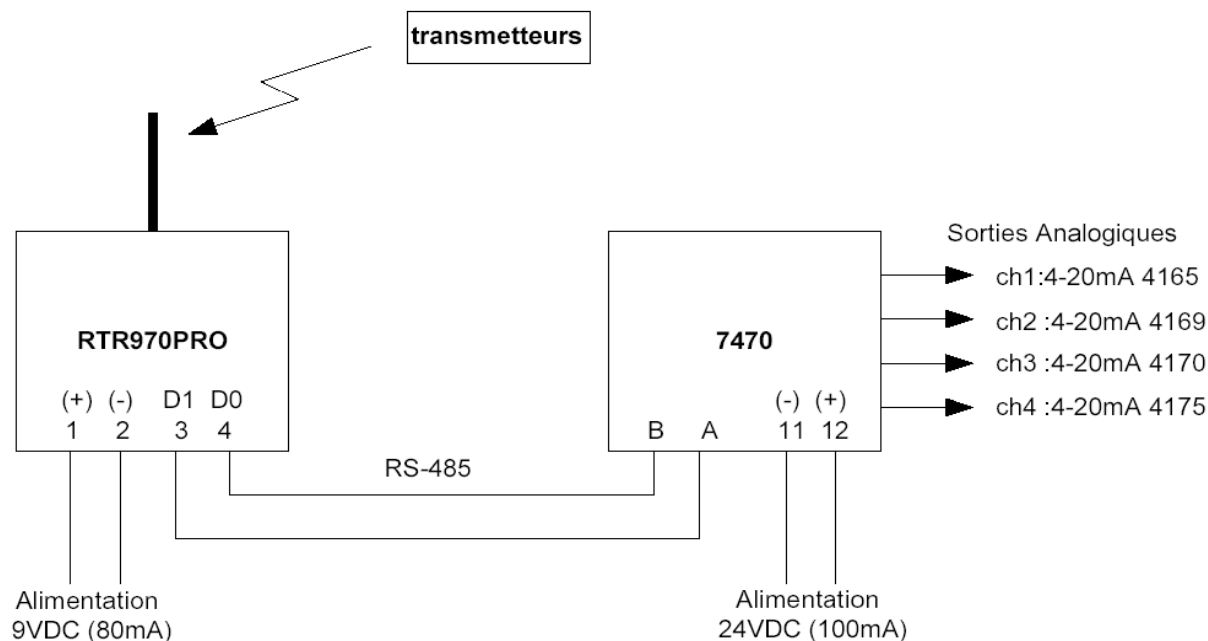 transmetteurs
Sorties Analogiques
ch1:4-20mA 4165
ch2 :4-20mA 4169
ch3 :4-20mA 4170
ch4 :4-20mA 4175
RTR970PRO
(+) (-) D1 D0
1 2 3 4
7470
(-) (+)
B A 11 12
RS-485
Alimentation
9VDC (80mA)
Alimentation
24VDC (100mA)